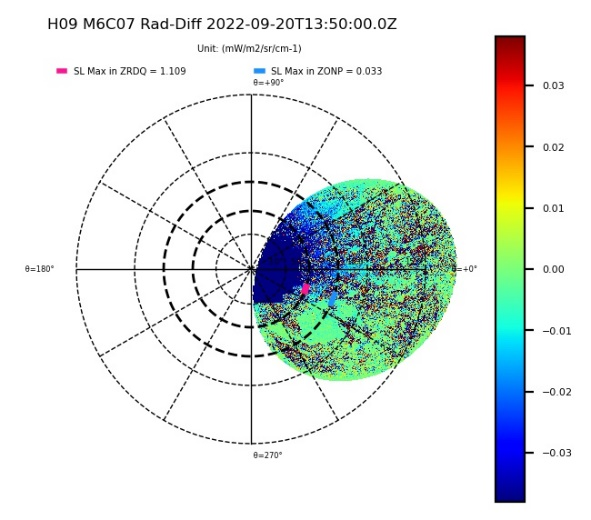 H09 M6C07 Rad-Diff 2022-09-20T13:50:00.0Z
Unit: (mW/m2/sr/cm-1)
SL Max in ZRDQ = 1.109 SL Max in ZONP = 0.033
θ=+90°
0.03
0.02
0.01
θ=180° θ=+0° 0.00
−0.01
−0.02
−0.03
θ=270°